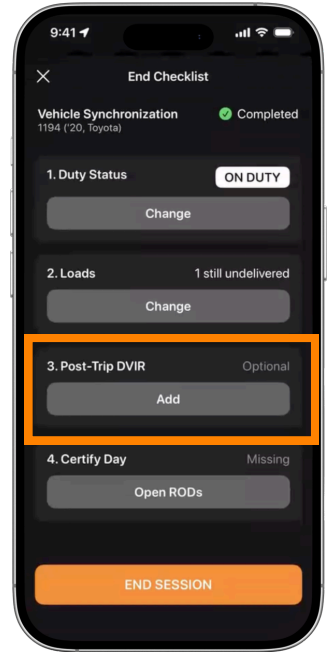 9:41
End Checklist
Vehicle Synchronization
Completed
1194 ('20, Toyota)
1. Duty Status
ON DUTY
Change
2. Loads
1 still undelivered
Change
3. Post-Trip DVIR
Optional
Add
4. Certify Day
Missing
Open RODs
END SESSION